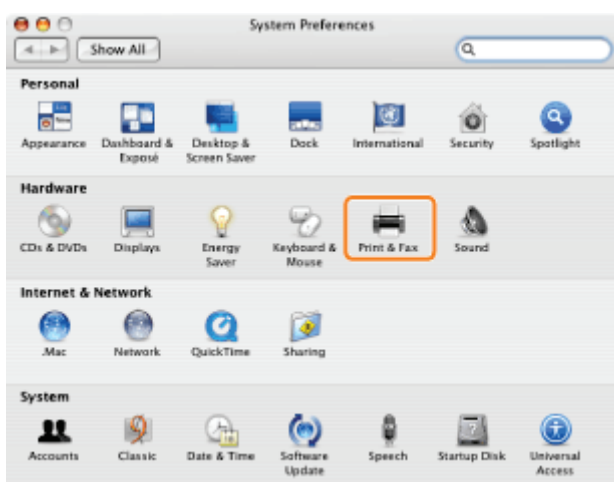 System Preferences
Show All
Personal
Appearance
Dashboard &
Exposé
Desktop &
Screen Saver
Dock
International
Security
Spotlight
Hardware
CDs & DVDs
Displays
Energy
Saver
Keyboard &
Mouse
Print & Fax
Sound
Internet & Network
.Mac
Network
QuickTime
Sharing
System
Accounts
Classic
Date & Time
Software
Update
Speech
Startup Disk
Universal
Access